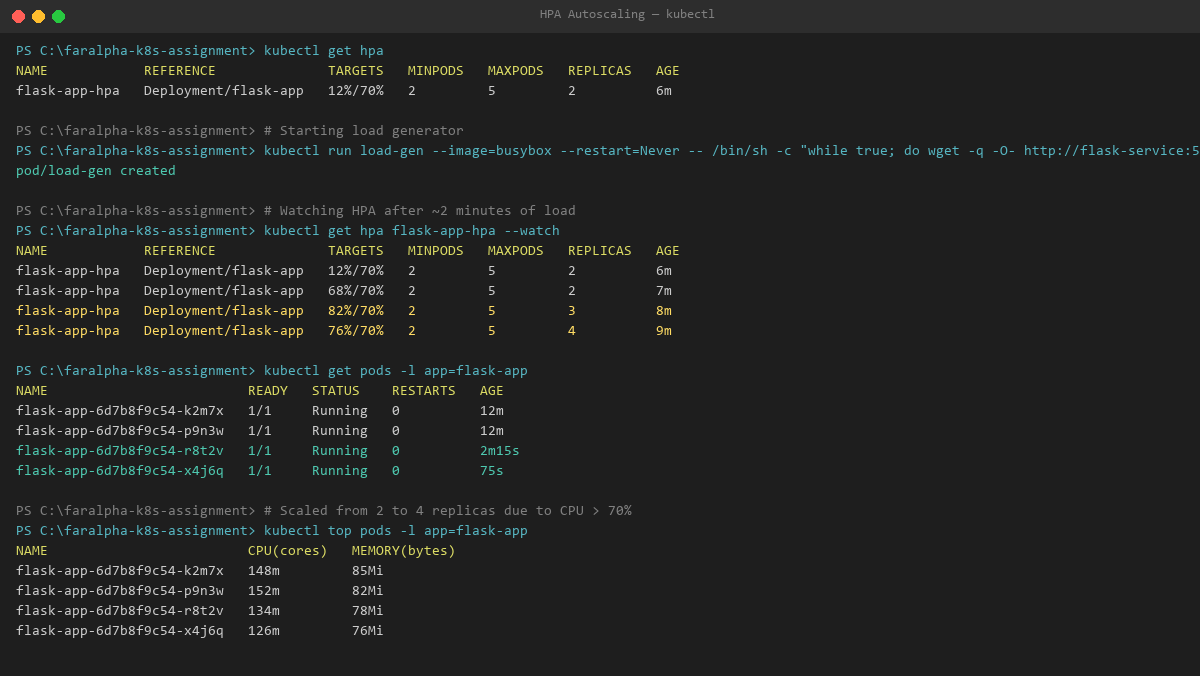 HPA Autoscaling — kubectl
PS C:\faralpha-k8s-assignment> kubectl get hpa
NAME REFERENCE TARGETS MINPODS MAXPODS REPLICAS AGE
flask-app-hpa Deployment/flask-app 12%/70% 2 5 2 6m
PS C:\faralpha-k8s-assignment> # Starting load generator
PS C:\faralpha-k8s-assignment> kubectl run load-gen --image=busybox --restart=Never -- /bin/sh -c "while true; do wget -q -O- http://flask-service:5
pod/load-gen created
PS C:\faralpha-k8s-assignment> # Watching HPA after ~2 minutes of load
PS C:\faralpha-k8s-assignment> kubectl get hpa flask-app-hpa --watch
NAME REFERENCE TARGETS MINPODS MAXPODS REPLICAS AGE
flask-app-hpa Deployment/flask-app 12%/70% 2 5 2 6m
flask-app-hpa Deployment/flask-app 68%/70% 2 5 2 7m
flask-app-hpa Deployment/flask-app 82%/70% 2 5 3 8m
flask-app-hpa Deployment/flask-app 76%/70% 2 5 4 9m
PS C:\faralpha-k8s-assignment> kubectl get pods -l app=flask-app
NAME READY STATUS RESTARTS AGE
flask-app-6d7b8f9c54-k2m7x 1/1 Running 0 12m
flask-app-6d7b8f9c54-p9n3w 1/1 Running 0 12m
flask-app-6d7b8f9c54-r8t2v 1/1 Running 0 2m15s
flask-app-6d7b8f9c54-x4j6q 1/1 Running 0 75s
PS C:\faralpha-k8s-assignment> # Scaled from 2 to 4 replicas due to CPU > 70%
PS C:\faralpha-k8s-assignment> kubectl top pods -l app=flask-app
NAME CPU(cores) MEMORY(bytes)
flask-app-6d7b8f9c54-k2m7x 148m 85Mi
flask-app-6d7b8f9c54-p9n3w 152m 82Mi
flask-app-6d7b8f9c54-r8t2v 134m 78Mi
flask-app-6d7b8f9c54-x4j6q 126m 76Mi